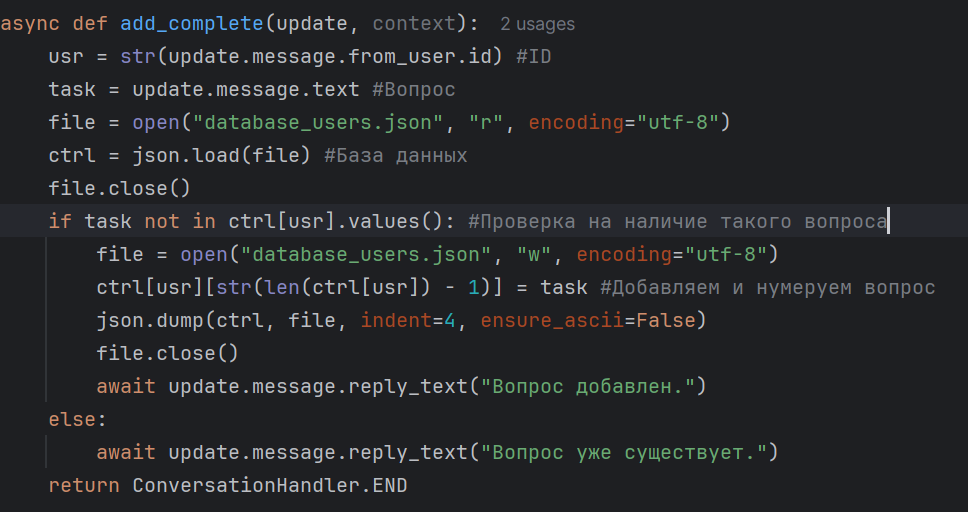 async def add_complete(update, context): 2 usages
    usr = str(update.message.from_user.id) #ID
    task = update.message.text #Вопрос
    file = open("database_users.json", "r", encoding="utf-8")
    ctrl = json.load(file) #База данных
    file.close()
    if task not in ctrl[usr].values(): #Проверка на наличие такого вопроса
        file = open("database_users.json", "w", encoding="utf-8")
        ctrl[usr][str(len(ctrl[usr]) - 1)] = task #Добавляем и нумеруем вопрос
        json.dump(ctrl, file, indent=4, ensure_ascii=False)
        file.close()
        await update.message.reply_text("Вопрос добавлен.")
    else:
        await update.message.reply_text("Вопрос уже существует.")
    return ConversationHandler.END